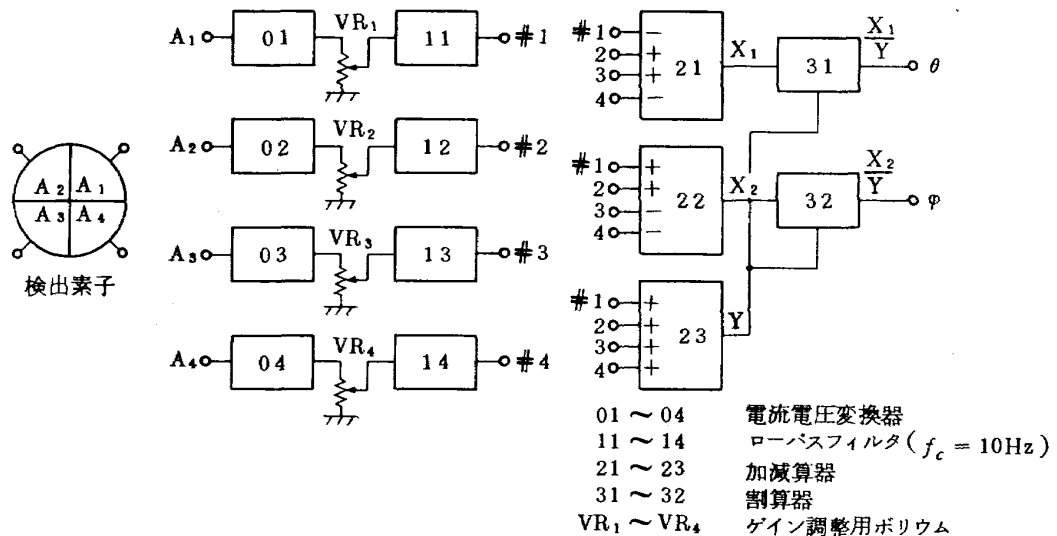 A₁ 01 VR₁ 11 #1
A₂ 02 VR₂ 12 #2
A₃ 03 VR₃ 13 #3
A₄ 04 VR₄ 14 #4
A₂ A₁
A₃ A₄
検出素子
#1 −
2 +
3 +
4 −
21 X₁ 31 X₁/Y θ
#1 +
2 +
3 −
4 −
22 X₂ 32 X₂/Y φ
#1 +
2 +
3 +
4 +
23 Y
01 ～ 04 電流電圧変換器
11 ～ 14 ローパスフィルタ( f_c = 10Hz )
21 ～ 23 加減算器
31 ～ 32 割算器
VR₁ ～ VR₄ ゲイン調整用ボリウム